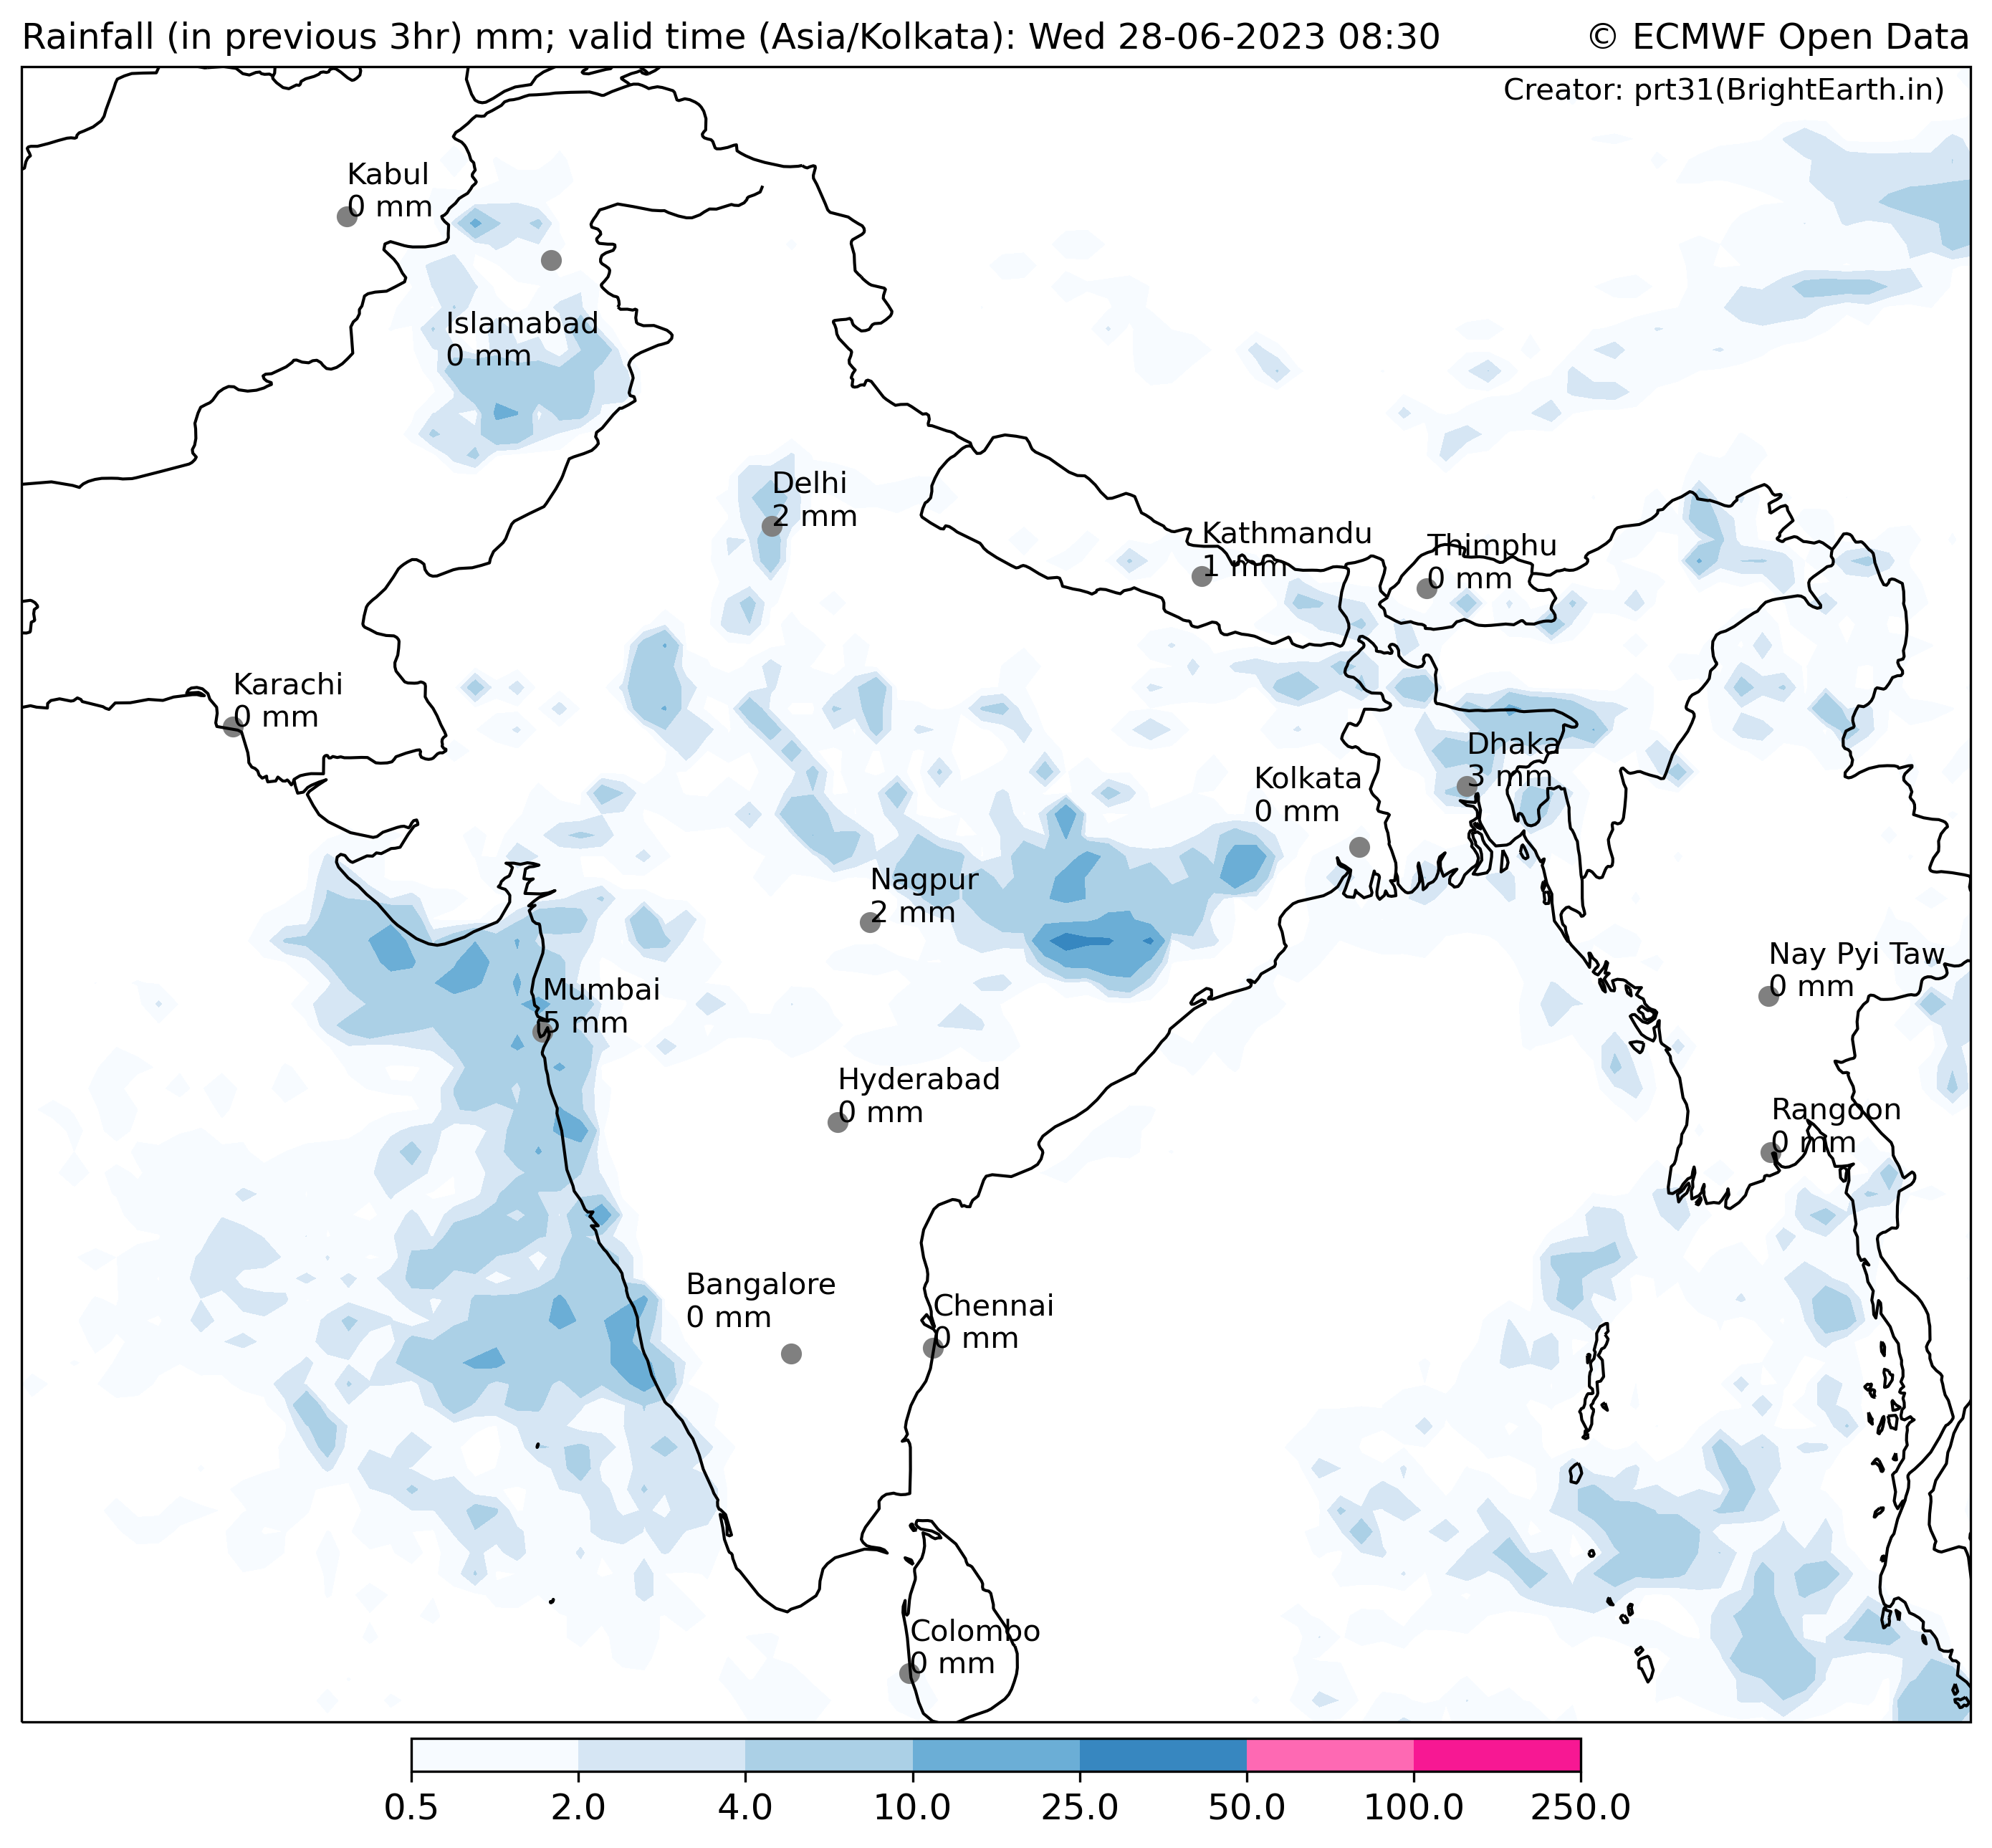 Rainfall (in previous 3hr) mm; valid time (Asia/Kolkata): Wed 28-06-2023 08:30
© ECMWF Open Data
Creator: prt31(BrightEarth.in)
Kabul
0 mm
Islamabad
0 mm
Delhi
2 mm
Kathmandu
1 mm
Thimphu
0 mm
Karachi
0 mm
Dhaka
3 mm
Kolkata
0 mm
Nagpur
2 mm
Nay Pyi Taw
0 mm
Mumbai
5 mm
Hyderabad
0 mm
Rangoon
0 mm
Bangalore
0 mm
Chennai
0 mm
Colombo
0 mm
0.5 2.0 4.0 10.0 25.0 50.0 100.0 250.0